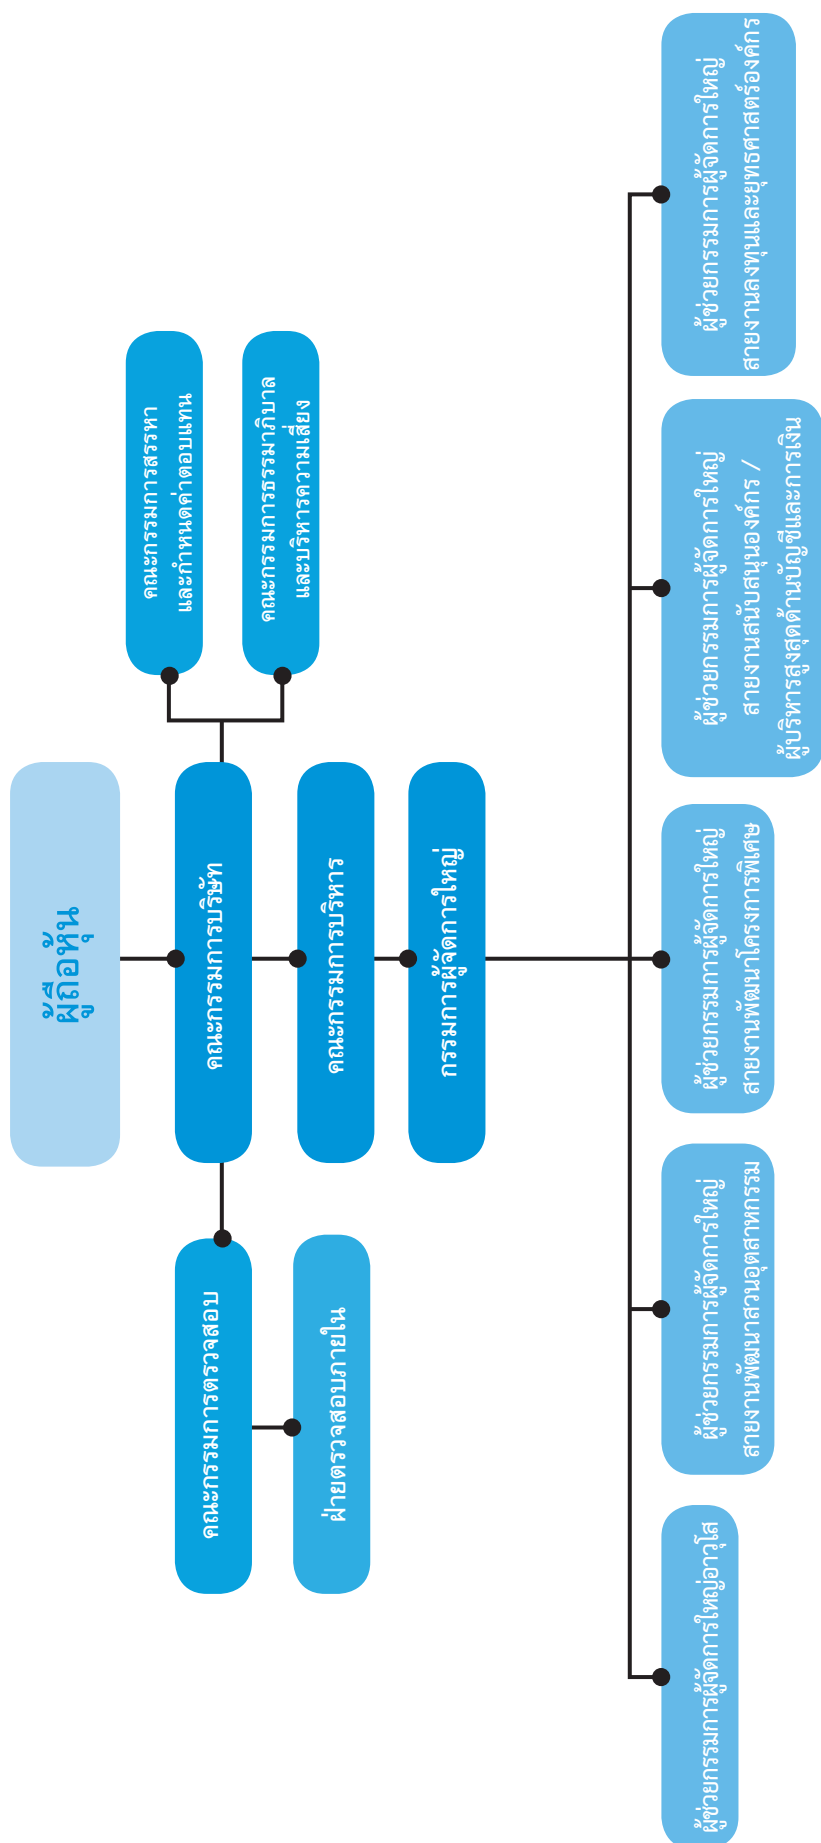 ผู้ถือหุ้น
คณะกรรมการบริษัท
คณะกรรมการสรรหา
และกำหนดค่าตอบแทน
คณะกรรมการธรรมาภิบาล
และบริหารความเสี่ยง
คณะกรรมการตรวจสอบ
คณะกรรมการบริหาร
ฝ่ายตรวจสอบภายใน
กรรมการผู้จัดการใหญ่
ผู้ช่วยกรรมการผู้จัดการใหญ่อาวุโส
ผู้ช่วยกรรมการผู้จัดการใหญ่
สายงานพัฒนาสวนอุตสาหกรรม
ผู้ช่วยกรรมการผู้จัดการใหญ่
สายงานพัฒนาโครงการพิเศษ
ผู้ช่วยกรรมการผู้จัดการใหญ่
สายงานสนับสนุนองค์กร /
ผู้บริหารสูงสุดด้านบัญชีและการเงิน
ผู้ช่วยกรรมการผู้จัดการใหญ่
สายงานลงทุนและยุทธศาสตร์องค์กร